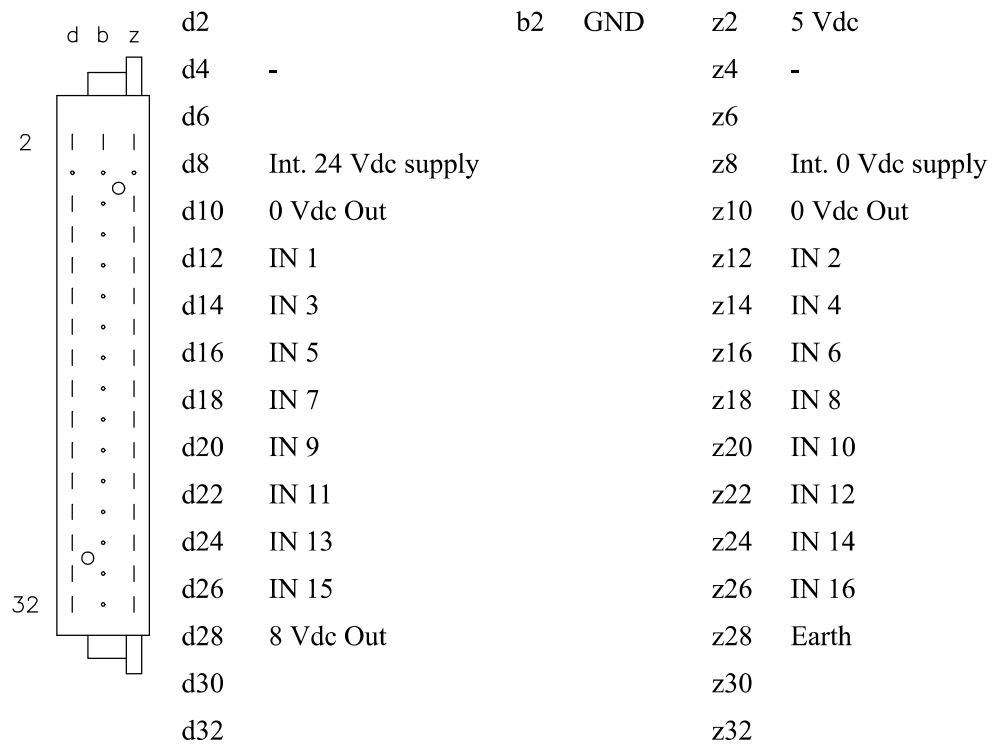 d b z
2
32
d2 b2 GND z2 5 Vdc
d4 - z4 -
d6 z6
d8 Int. 24 Vdc supply z8 Int. 0 Vdc supply
d10 0 Vdc Out z10 0 Vdc Out
d12 IN 1 z12 IN 2
d14 IN 3 z14 IN 4
d16 IN 5 z16 IN 6
d18 IN 7 z18 IN 8
d20 IN 9 z20 IN 10
d22 IN 11 z22 IN 12
d24 IN 13 z24 IN 14
d26 IN 15 z26 IN 16
d28 8 Vdc Out z28 Earth
d30 z30
d32 z32